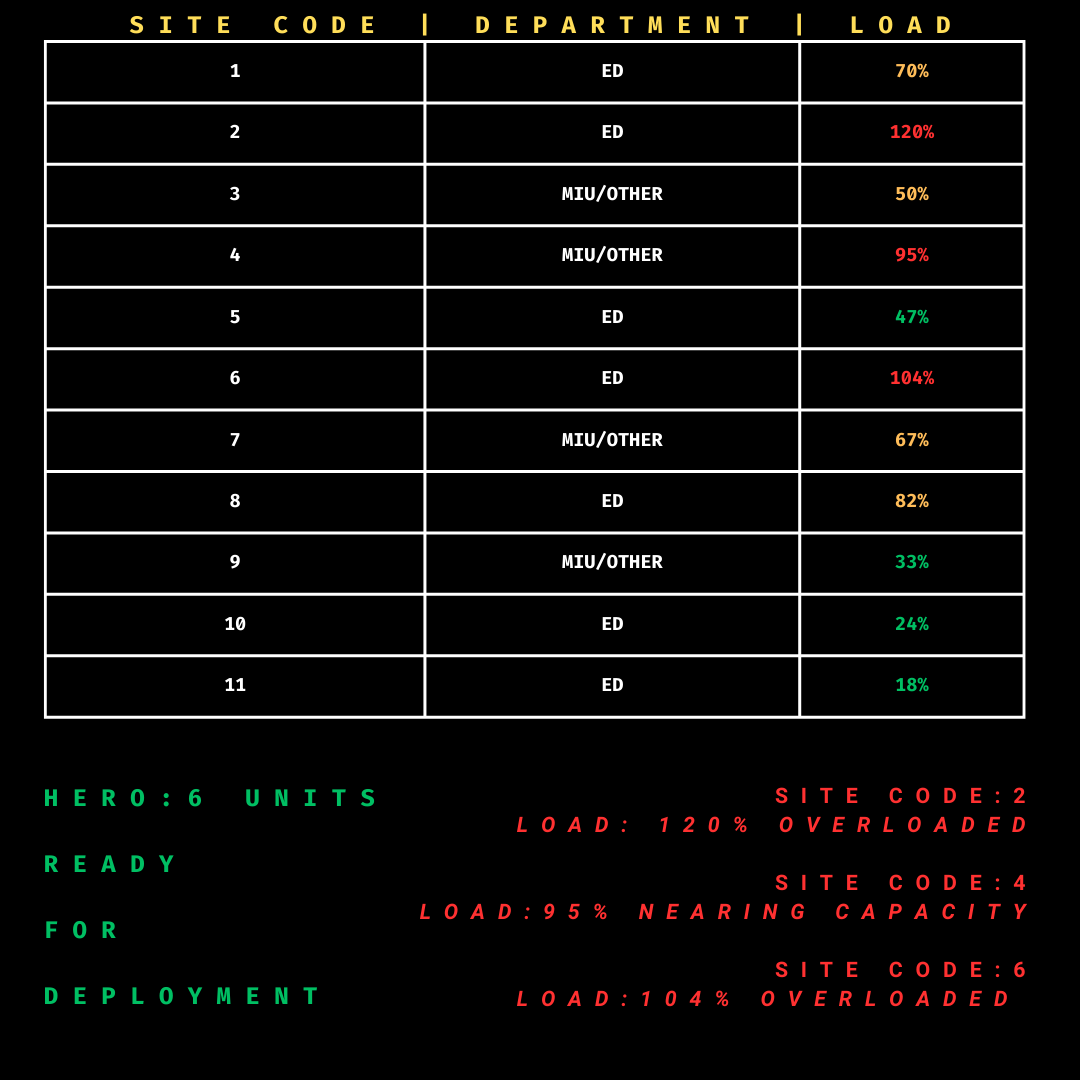 SITE CODE | DEPARTMENT | LOAD
1 ED 70%
2 ED 120%
3 MIU/OTHER 50%
4 MIU/OTHER 95%
5 ED 47%
6 ED 104%
7 MIU/OTHER 67%
8 ED 82%
9 MIU/OTHER 33%
10 ED 24%
11 ED 18%
HERO:6 UNITS
READY
FOR
DEPLOYMENT
SITE CODE:2
LOAD: 120% OVERLOADED
SITE CODE:4
LOAD:95% NEARING CAPACITY
SITE CODE:6
LOAD:104% OVERLOADED